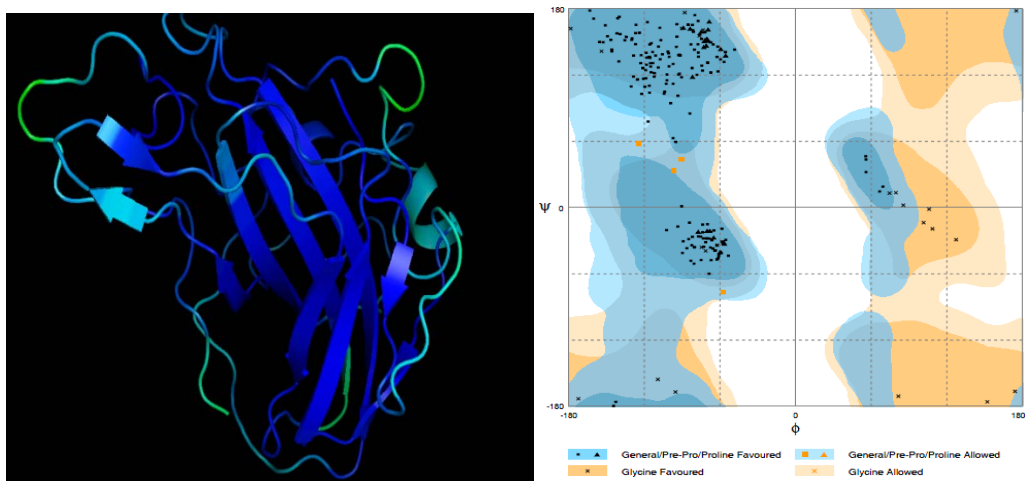 180
ψ
0
-180
-180
0
180
ϕ
General/Pre-Pro/Proline Favoured
General/Pre-Pro/Proline Allowed
Glycine Favoured
Glycine Allowed